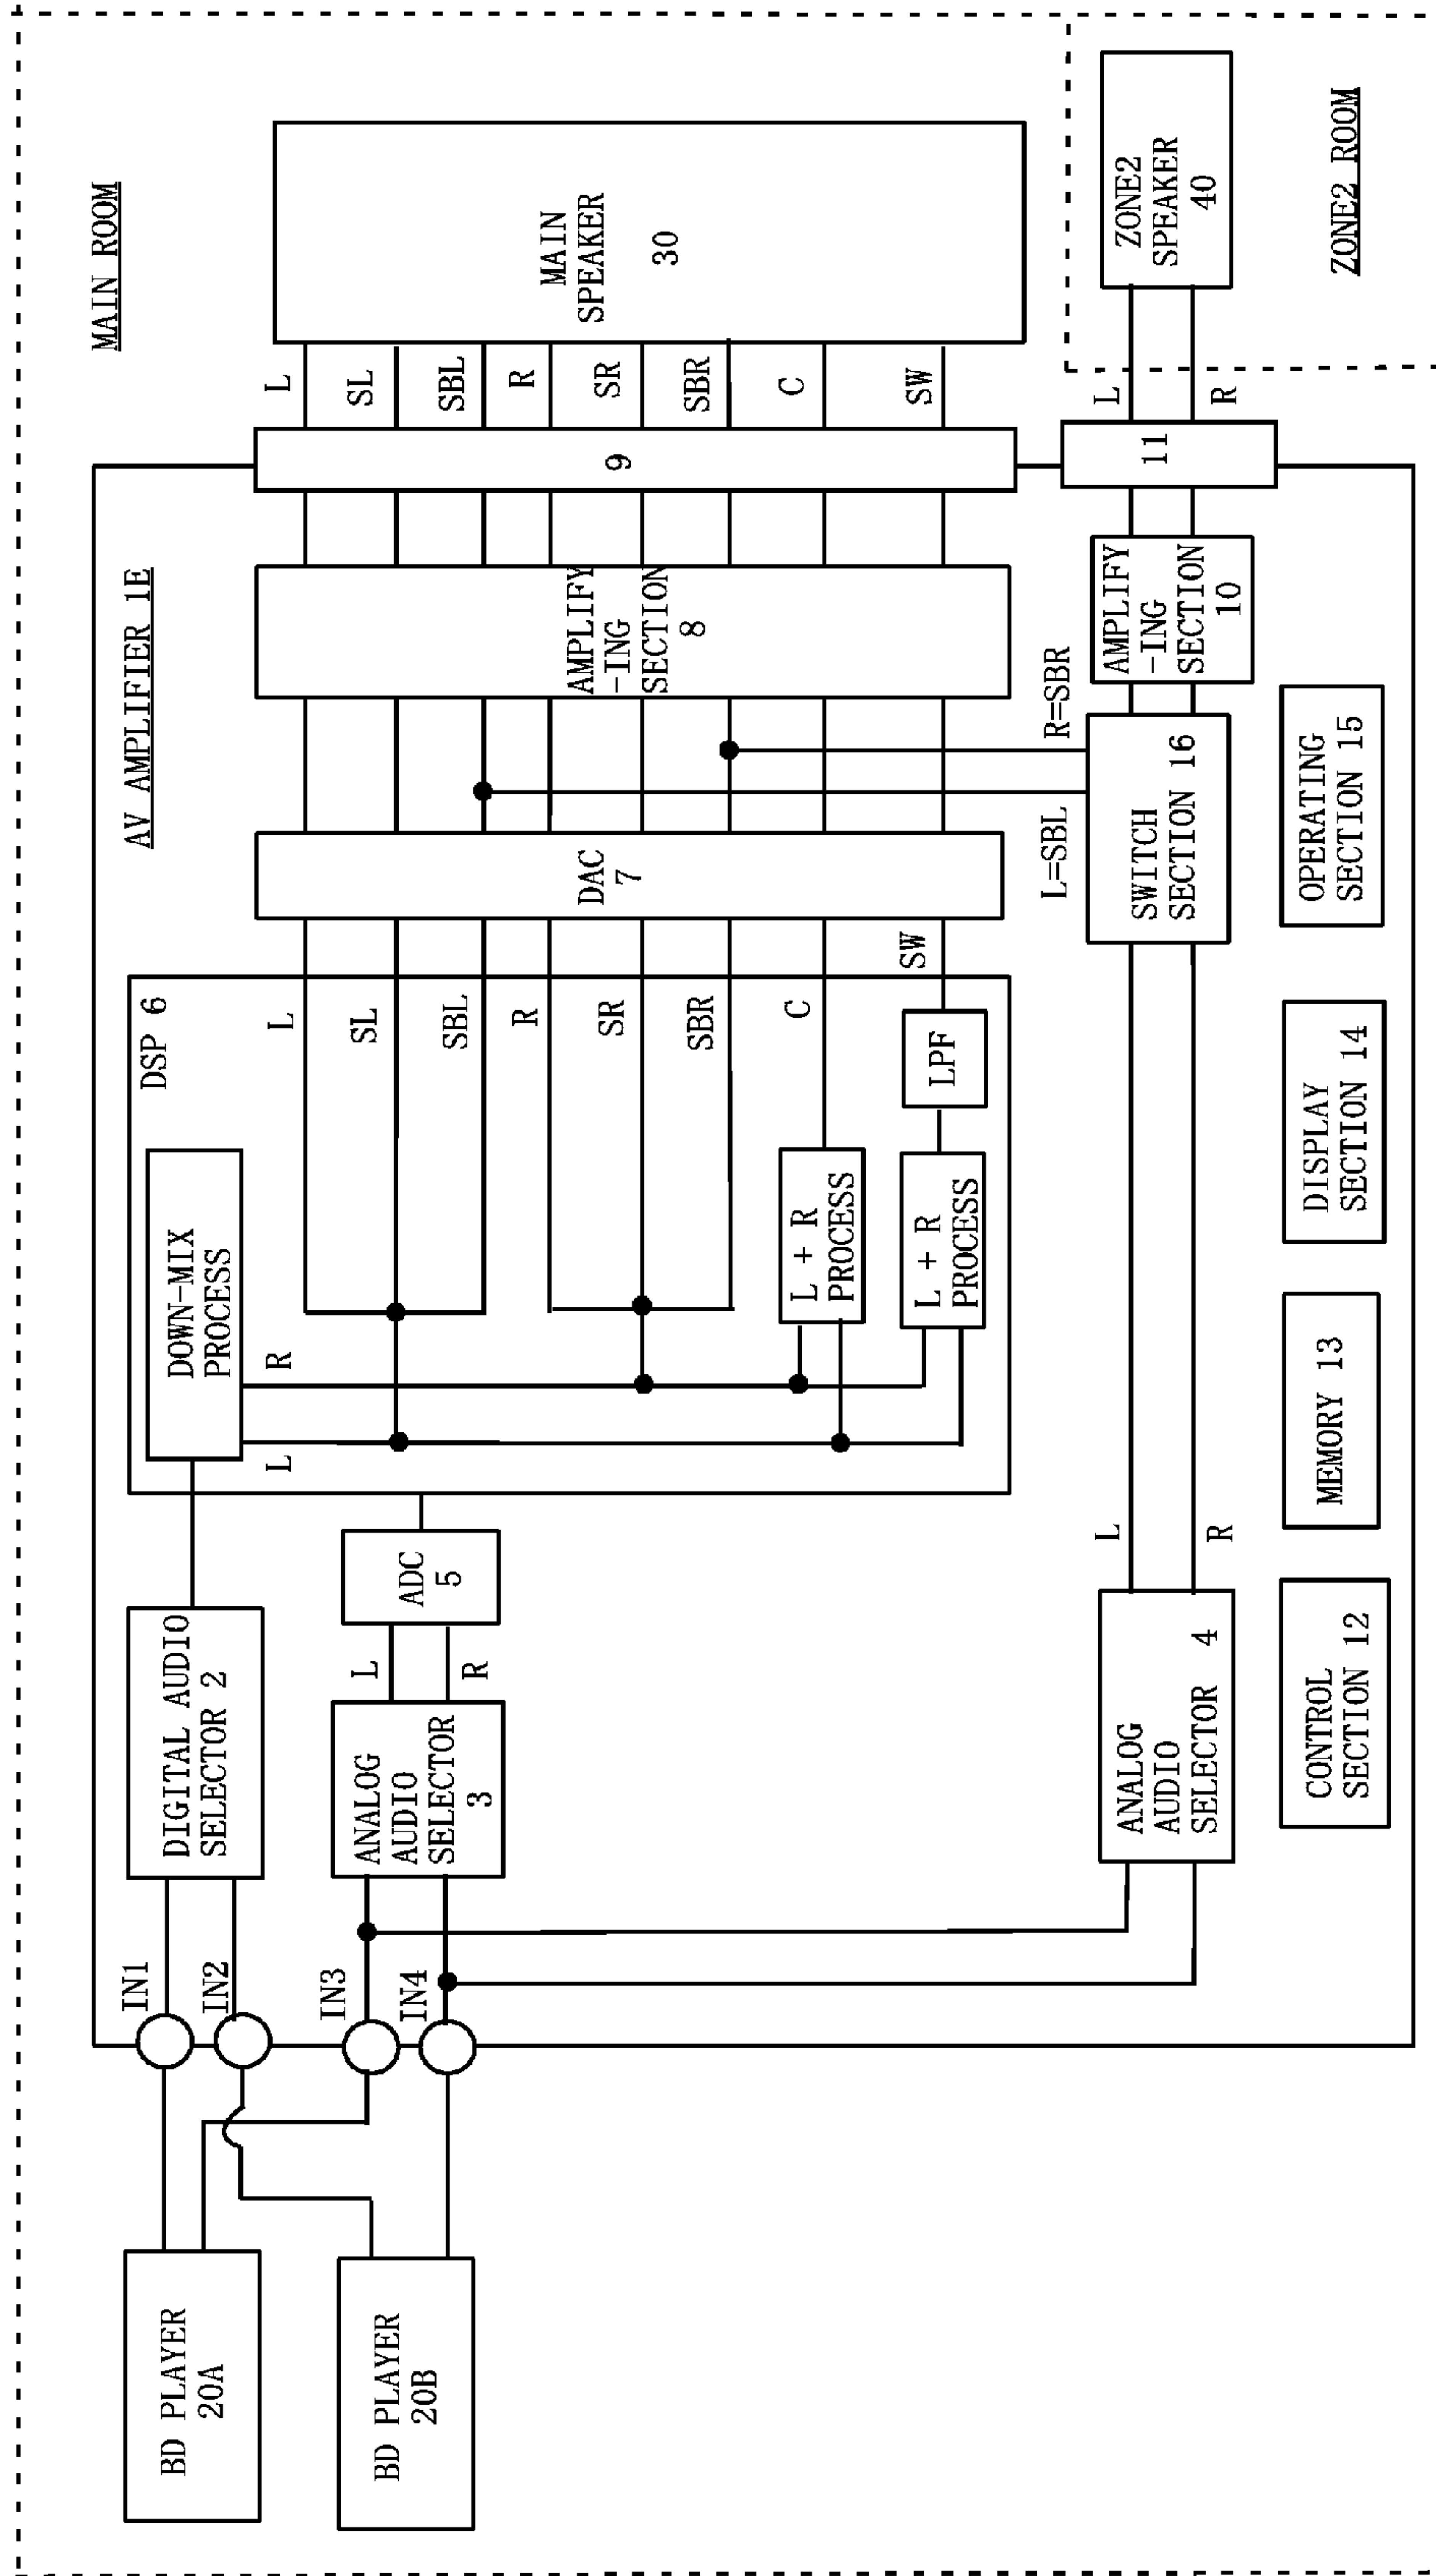 MAIN ROOM
AV AMPLIFIER 1E
BD PLAYER
20A
BD PLAYER
20B
IN1
IN2
IN3
IN4
DIGITAL AUDIO
SELECTOR 2
ANALOG
AUDIO
SELECTOR
3
L
R
ADC
5
DSP 6
DOWN-MIX
PROCESS
L
R
L
SL
SBL
R
SR
SBR
C
SW
L + R
PROCESS
L + R
PROCESS
LPF
DAC
7
AMPLIFY
-ING
SECTION
8
9
L
SL
SBL
R
SR
SBR
C
SW
MAIN
SPEAKER
30
ANALOG
AUDIO
SELECTOR 4
L
R
L=SBL
R=SBR
SWITCH
SECTION 16
AMPLIFY
-ING
SECTION
10
11
L
R
ZONE2
SPEAKER
40
ZONE2 ROOM
CONTROL
SECTION 12
MEMORY 13
DISPLAY
SECTION 14
OPERATING
SECTION 15